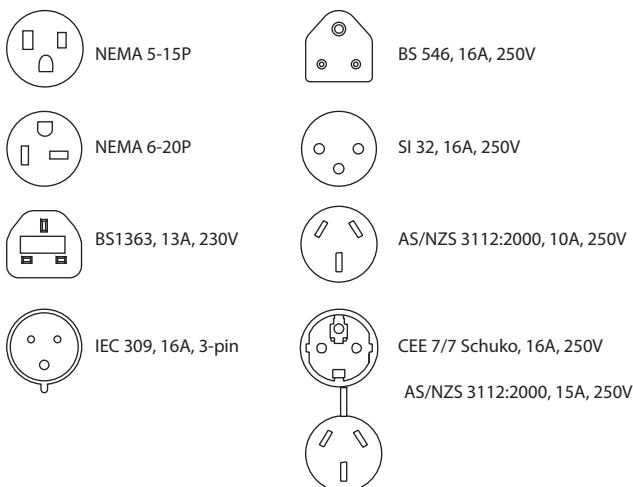 NEMA 5-15P
BS 546, 16A, 250V
NEMA 6-20P
SI 32, 16A, 250V
BS1363, 13A, 230V
AS/NZS 3112:2000, 10A, 250V
IEC 309, 16A, 3-pin
CEE 7/7 Schuko, 16A, 250V
AS/NZS 3112:2000, 15A, 250V